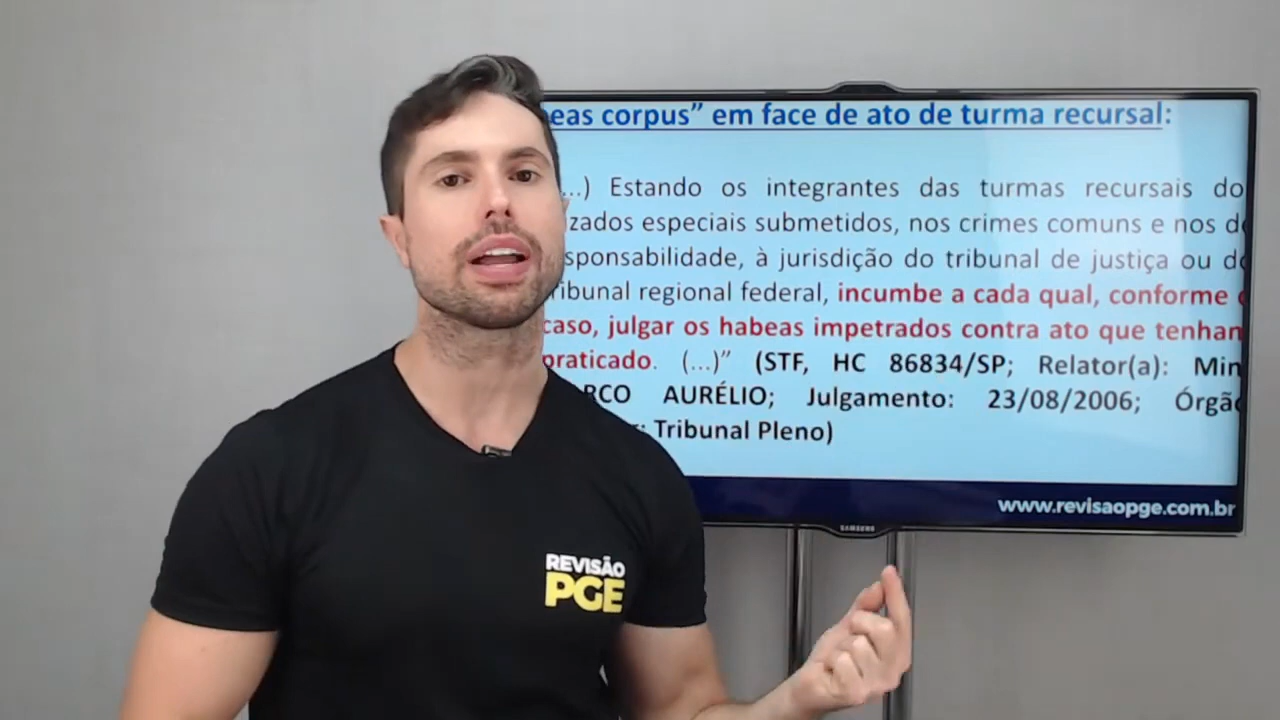 eas corpus” em face de ato de turma recursal:
...) Estando os integrantes das turmas recursais do
izados especiais submetidos, nos crimes comuns e nos d
sponsabilidade, à jurisdição do tribunal de justiça ou d
ribunal regional federal, incumbe a cada qual, conforme
caso, julgar os habeas impetrados contra ato que tenham
praticado. (...)” (STF, HC 86834/SP; Relator(a): Min
RCO AURÉLIO; Julgamento: 23/08/2006; Órgã
: Tribunal Pleno)
www.revisaopge.com.br
SAMSUNG
REVISÃO
PGE